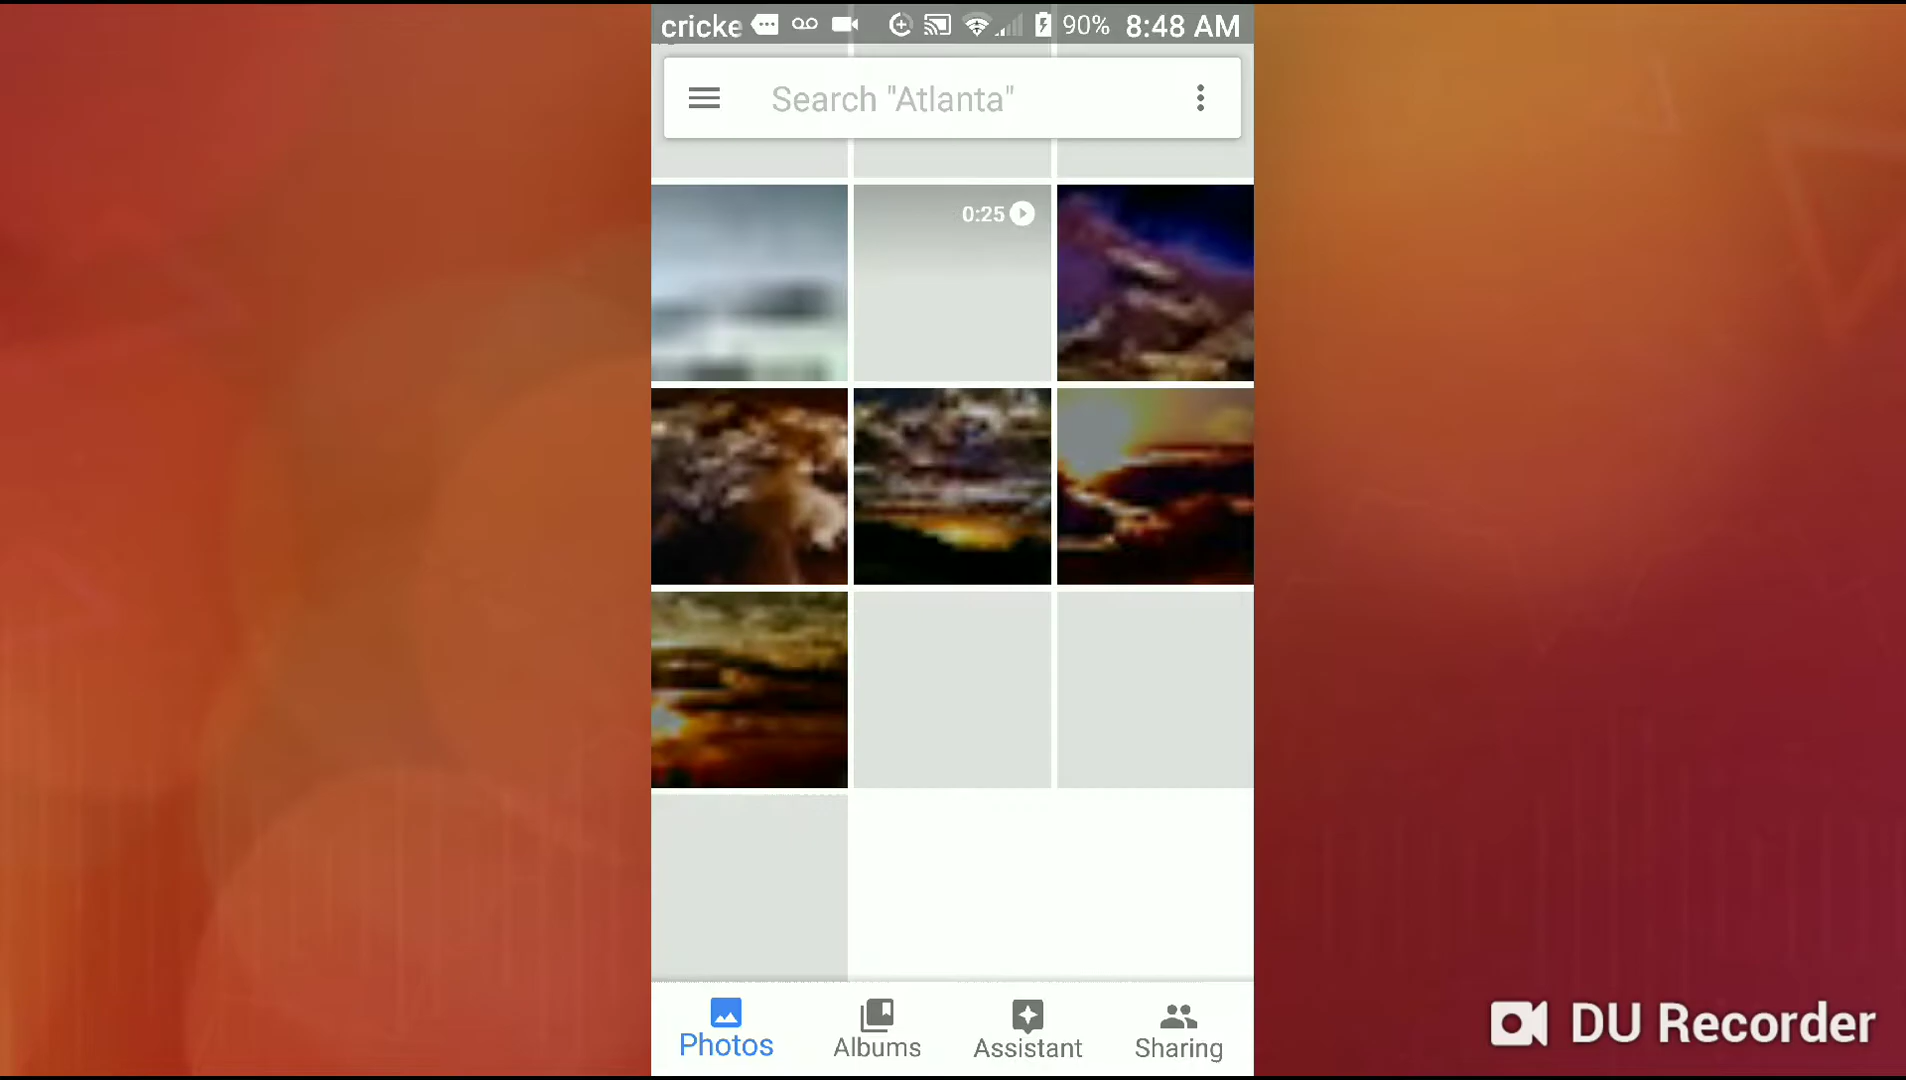 cricke 90% 8:48 AM
Search "Atlanta"
0:25
Photos Albums Assistant Sharing
DU Recorder